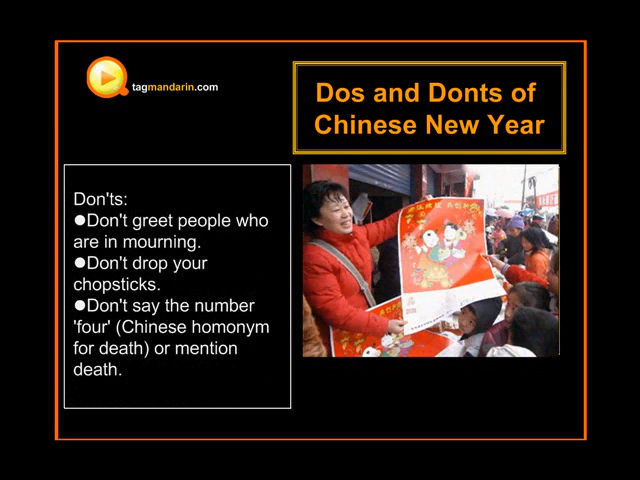 tagmandarin.com
Dos and Donts of
Chinese New Year
Don'ts:
●Don't greet people who
are in mourning.
●Don't drop your
chopsticks.
●Don't say the number
'four' (Chinese homonym
for death) or mention
death.